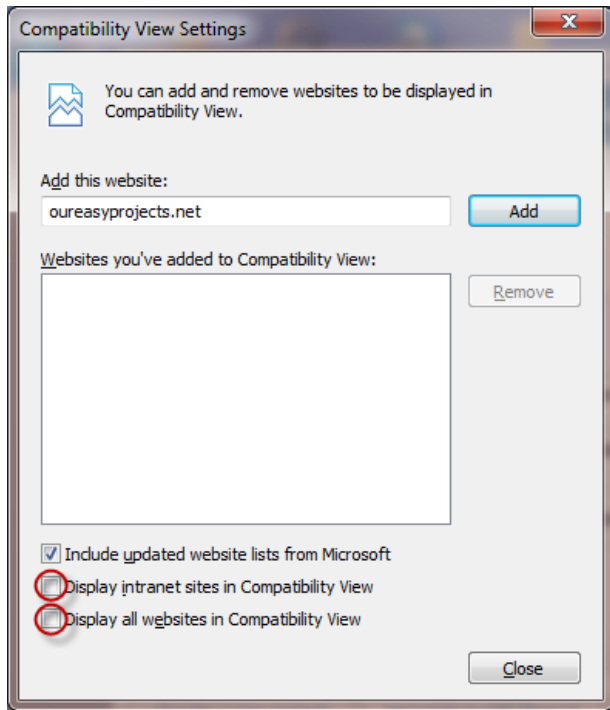 Compatibility View Settings
You can add and remove websites to be displayed in
Compatibility View.
Add this website:
oureasyprojects.net
Add
Websites you've added to Compatibility View:
Remove
Include updated website lists from Microsoft
Display intranet sites in Compatibility View
Display all websites in Compatibility View
Close